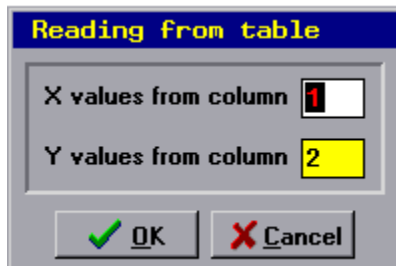 Reading from table
X values from column 1
Y values from column 2
OK Cancel